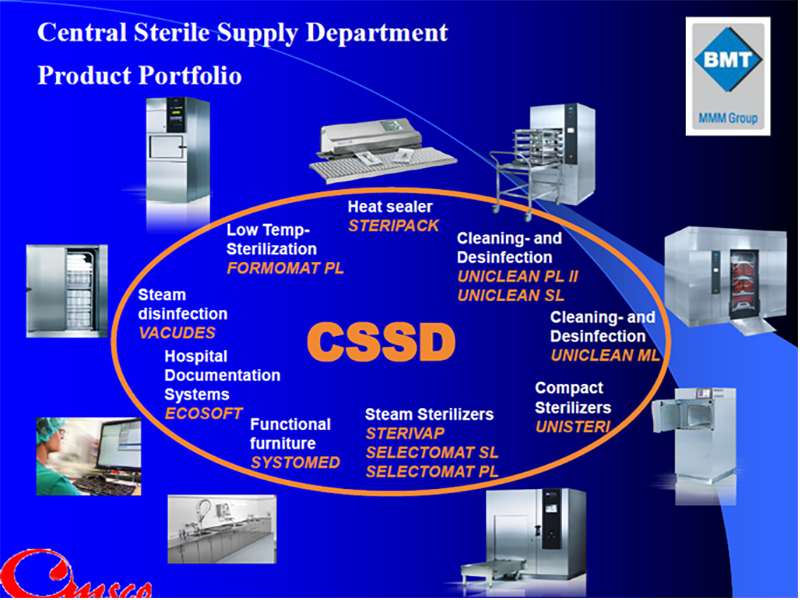 Central Sterile Supply Department
Product Portfolio
BMT
MMM Group
Heat sealer
STERIPACK
Low Temp-
Sterilization
FORMOMAT PL
Cleaning- and
Desinfection
UNICLEAN PL II
UNICLEAN SL
Steam
disinfection
VACUDES
CSSD
Cleaning- and
Desinfection
UNICLEAN ML
Hospital
Documentation
Systems
ECOSOFT
Compact
Sterilizers
UNISTERI
Functional
furniture
SYSTOMED
Steam Sterilizers
STERIVAP
SELECTOMAT SL
SELECTOMAT PL
Cmsco